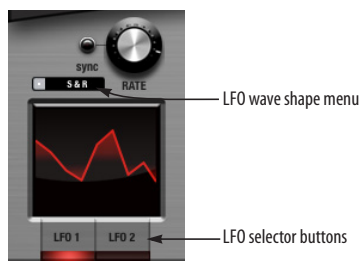 sync
RATE
S & R
LFO wave shape menu
LFO 1
LFO 2
LFO selector buttons